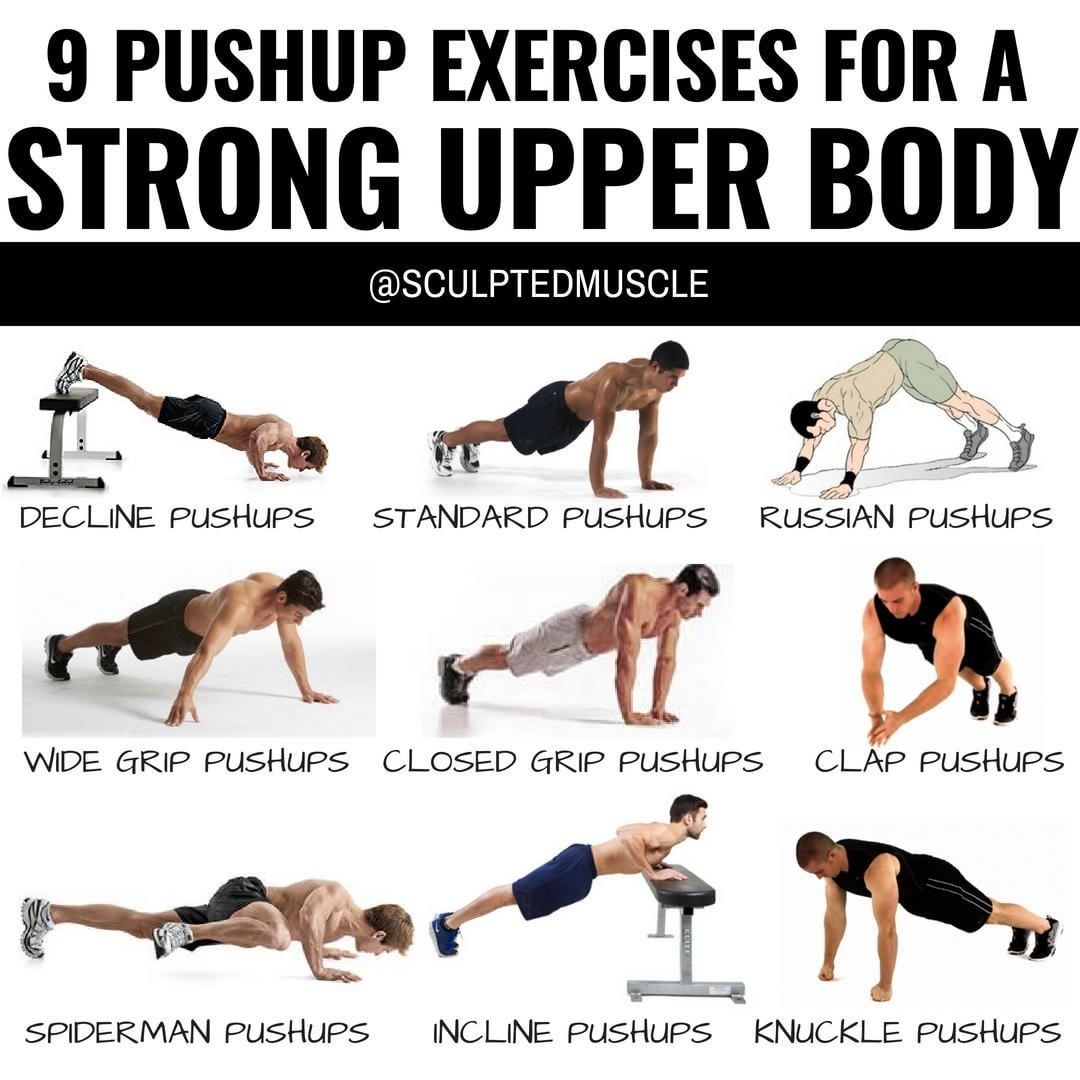 9 PUSHUP EXERCISES FOR A
STRONG UPPER BODY
@SCULPTEDMUSCLE
DECLINE PUSHUPS
STANDARD PUSHUPS
RUSSIAN PUSHUPS
WIDE GRIP PUSHUPS
CLOSED GRIP PUSHUPS
CLAP PUSHUPS
SPIDERMAN PUSHUPS
INCLINE PUSHUPS
KNUCKLE PUSHUPS